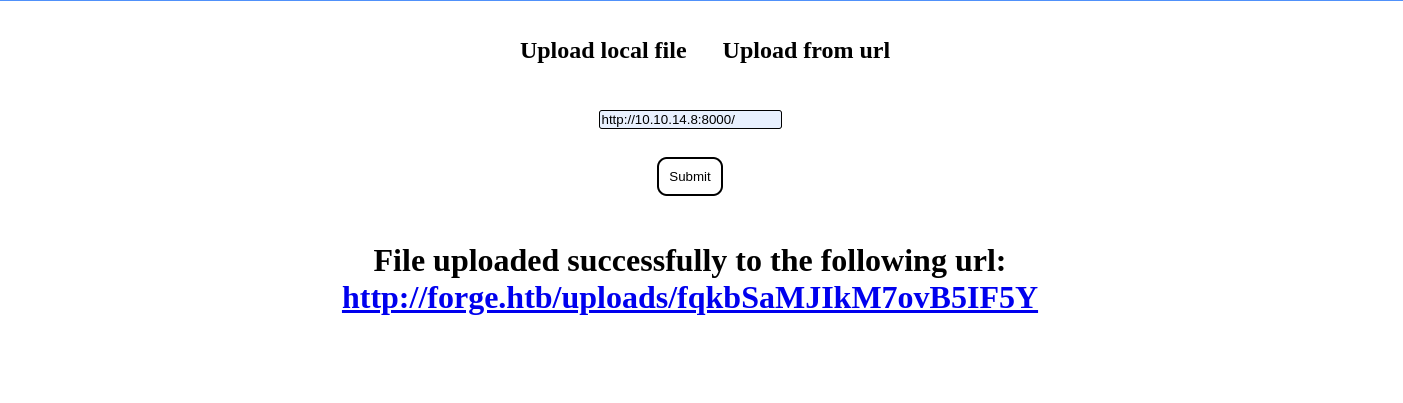 Upload local file Upload from url
http://10.10.14.8:8000/
Submit
File uploaded successfully to the following url:
http://forge.htb/uploads/fqkbSaMJIkM7ovB5IF5Y